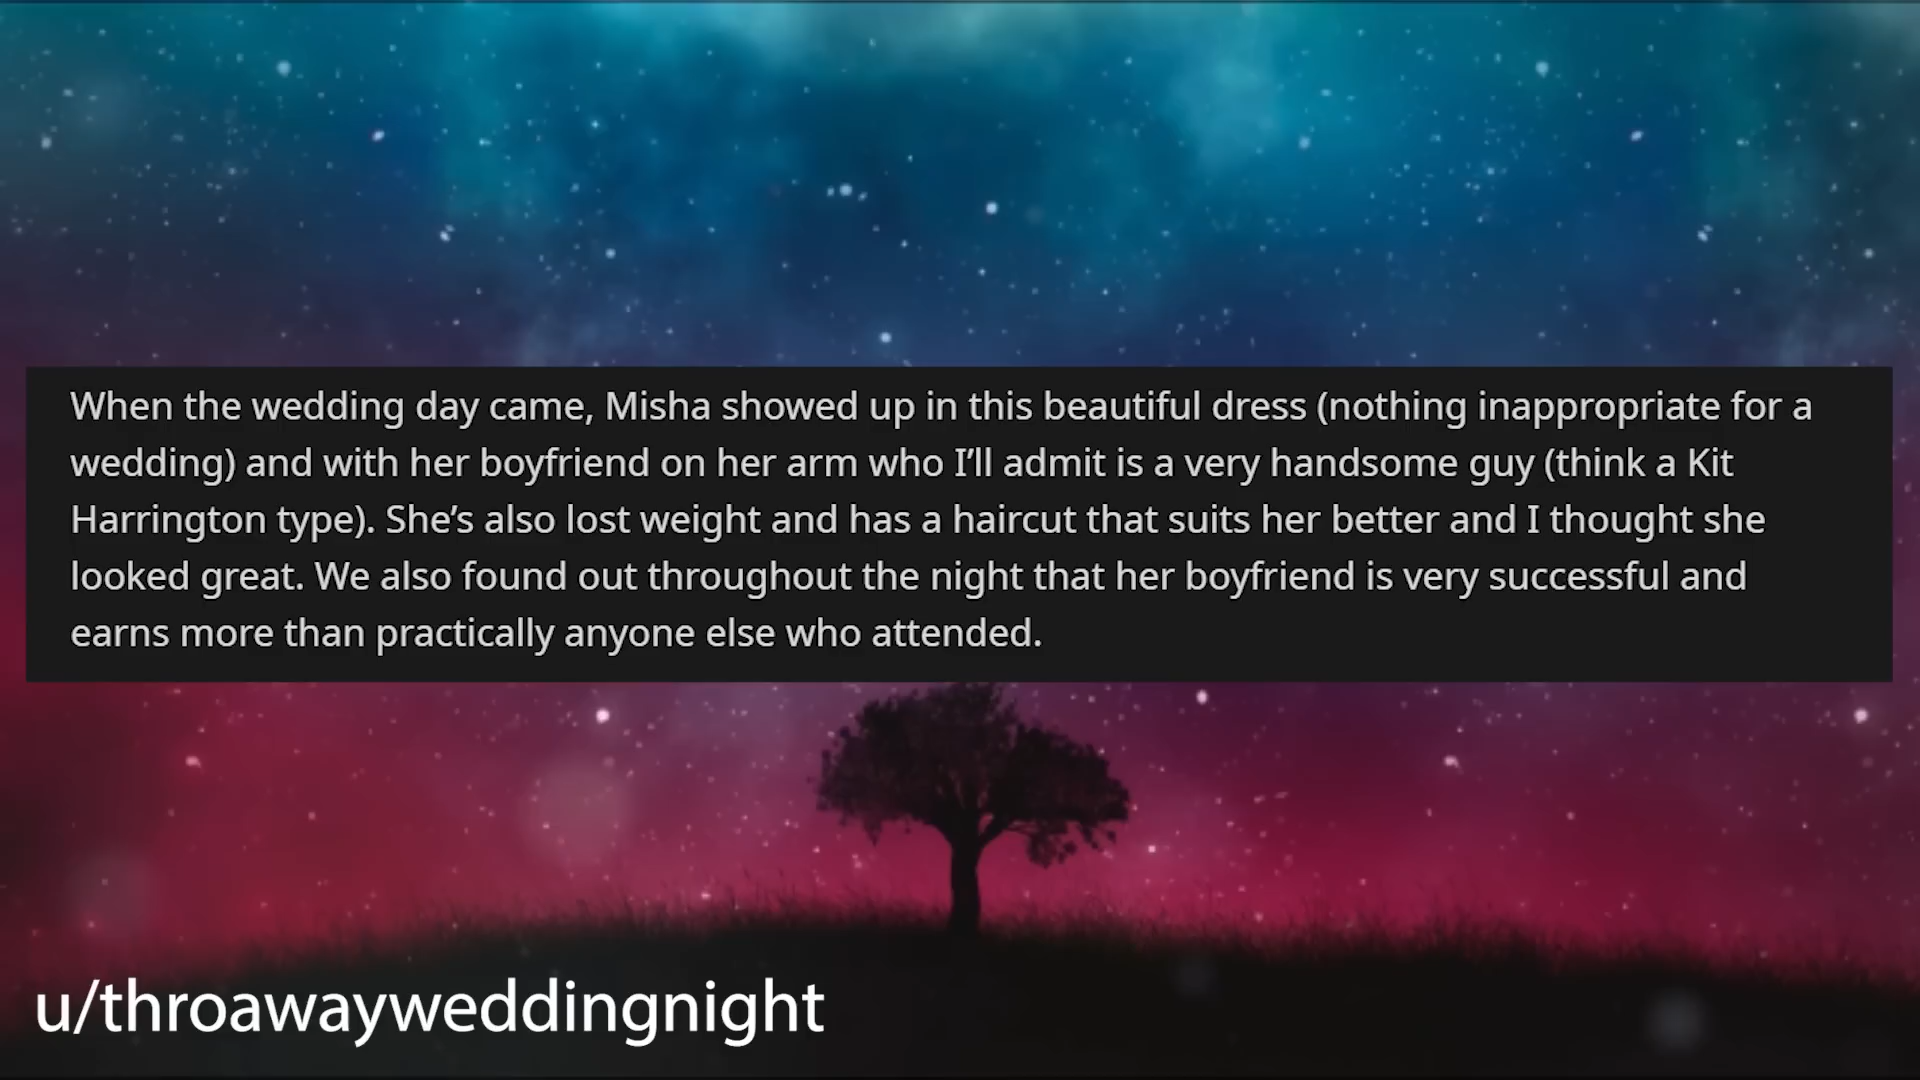 When the wedding day came, Misha showed up in this beautiful dress (nothing inappropriate for a
wedding) and with her boyfriend on her arm who I’ll admit is a very handsome guy (think a Kit
Harrington type). She’s also lost weight and has a haircut that suits her better and I thought she
looked great. We also found out throughout the night that her boyfriend is very successful and
earns more than practically anyone else who attended.
u/throawayweddingnight